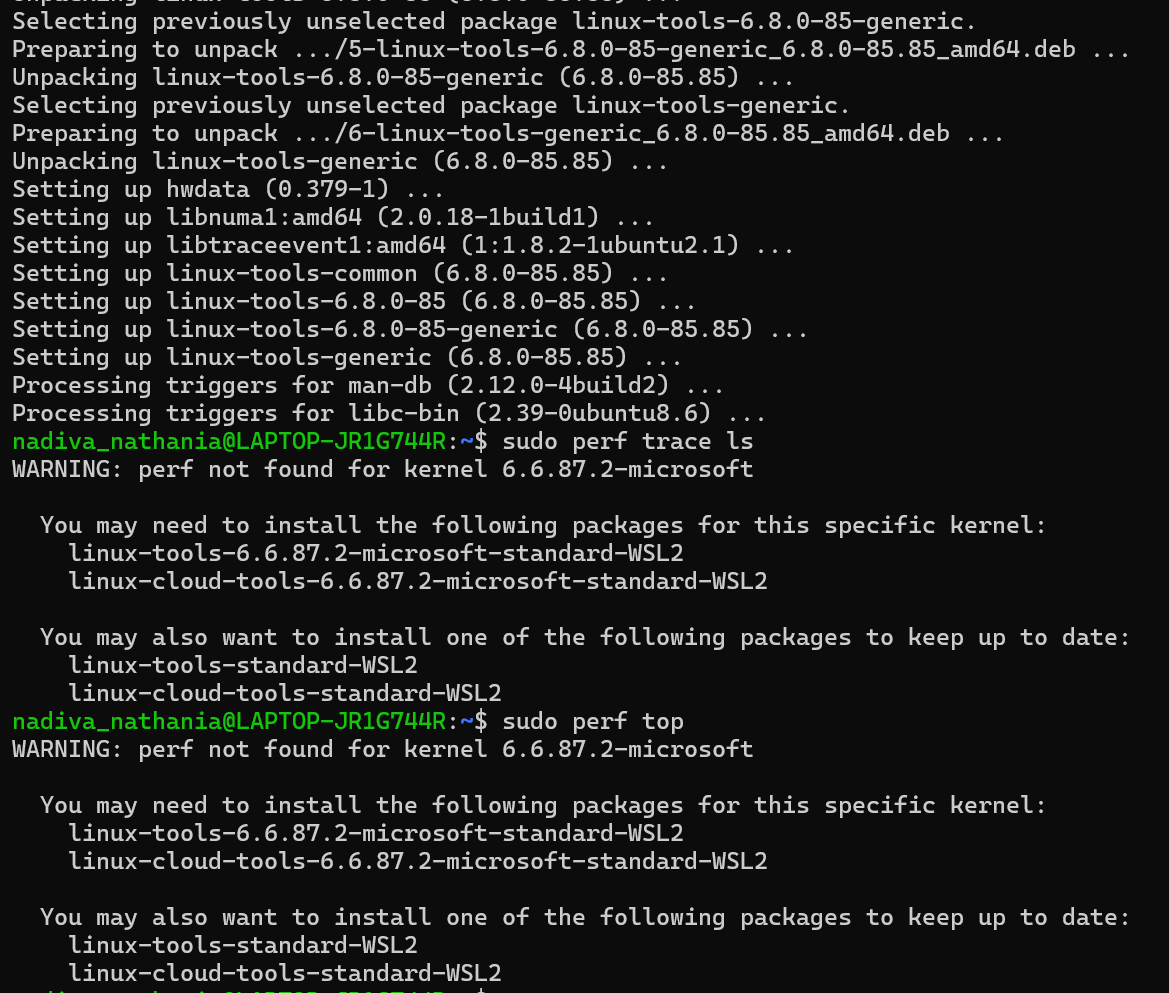 Selecting previously unselected package linux-tools-6.8.0-85-generic.
Preparing to unpack .../5-linux-tools-6.8.0-85-generic_6.8.0-85.85_amd64.deb ...
Unpacking linux-tools-6.8.0-85-generic (6.8.0-85.85) ...
Selecting previously unselected package linux-tools-generic.
Preparing to unpack .../6-linux-tools-generic_6.8.0-85.85_amd64.deb ...
Unpacking linux-tools-generic (6.8.0-85.85) ...
Setting up hwdata (0.379-1) ...
Setting up libnuma1:amd64 (2.0.18-1build1) ...
Setting up libtraceevent1:amd64 (1:1.8.2-1ubuntu2.1) ...
Setting up linux-tools-common (6.8.0-85.85) ...
Setting up linux-tools-6.8.0-85 (6.8.0-85.85) ...
Setting up linux-tools-6.8.0-85-generic (6.8.0-85.85) ...
Setting up linux-tools-generic (6.8.0-85.85) ...
Processing triggers for man-db (2.12.0-4build2) ...
Processing triggers for libc-bin (2.39-0ubuntu8.6) ...
nadiva_nathania@LAPTOP-JR1G744R:~$ sudo perf trace ls
WARNING: perf not found for kernel 6.6.87.2-microsoft

  You may need to install the following packages for this specific kernel:
    linux-tools-6.6.87.2-microsoft-standard-WSL2
    linux-cloud-tools-6.6.87.2-microsoft-standard-WSL2

  You may also want to install one of the following packages to keep up to date:
    linux-tools-standard-WSL2
    linux-cloud-tools-standard-WSL2
nadiva_nathania@LAPTOP-JR1G744R:~$ sudo perf top
WARNING: perf not found for kernel 6.6.87.2-microsoft

  You may need to install the following packages for this specific kernel:
    linux-tools-6.6.87.2-microsoft-standard-WSL2
    linux-cloud-tools-6.6.87.2-microsoft-standard-WSL2

  You may also want to install one of the following packages to keep up to date:
    linux-tools-standard-WSL2
    linux-cloud-tools-standard-WSL2